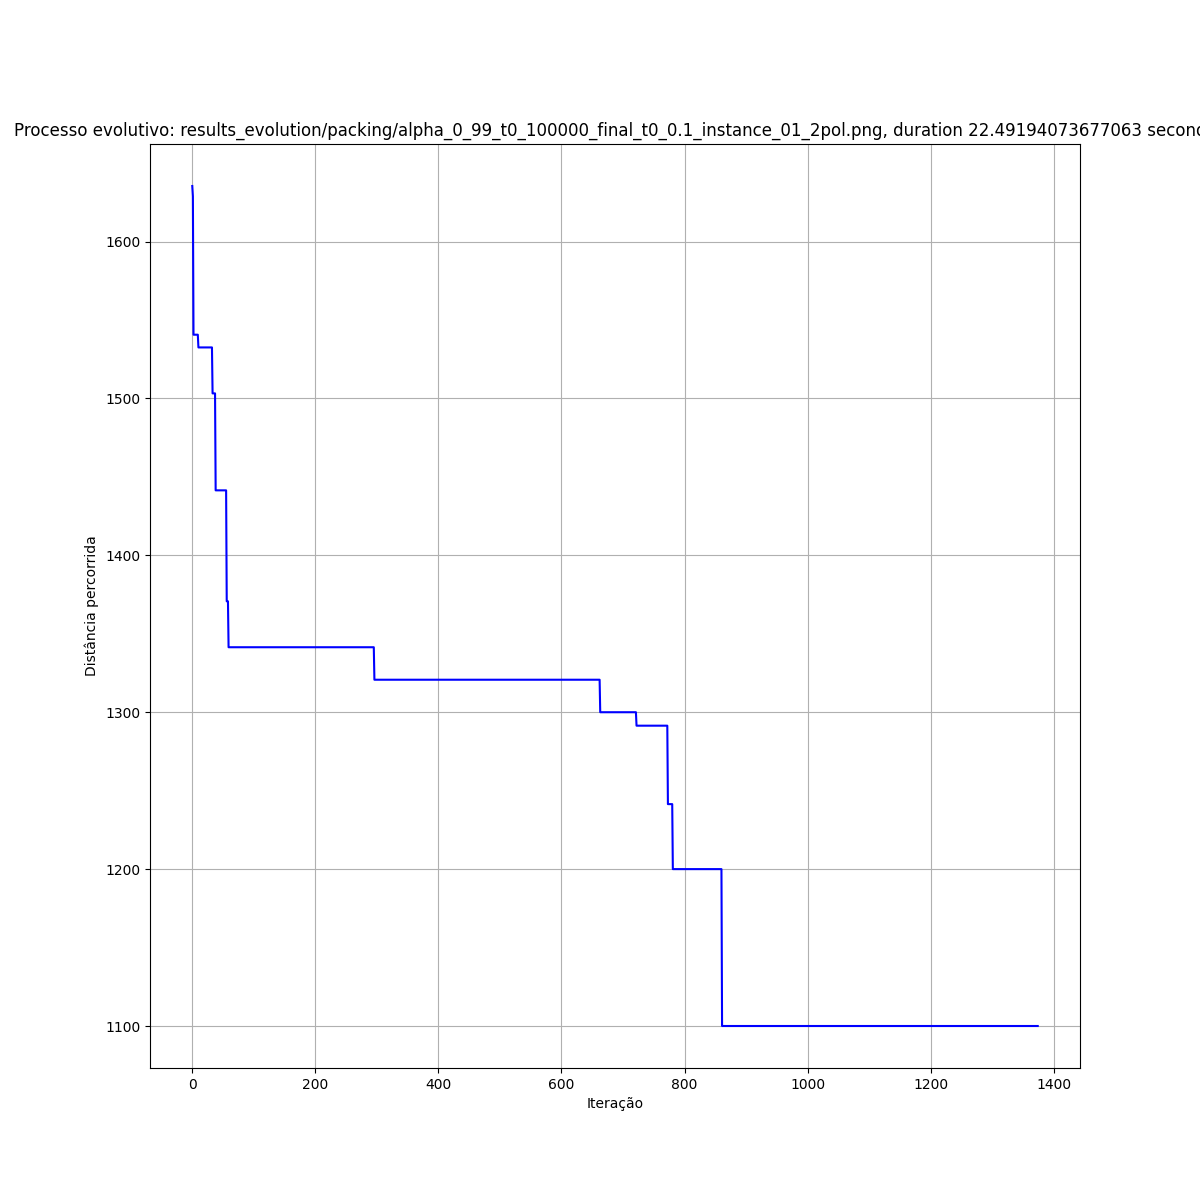 Processo evolutivo: results_evolution/packing/alpha_0_99_t0_100000_final_t0_0.1_instance_01_2pol.png, duration 22.49194073677063
1600
1500
1400
1300
1200
1100
Distância percorrida
0 200 400 600 800 1000 1200 1400
Iteração